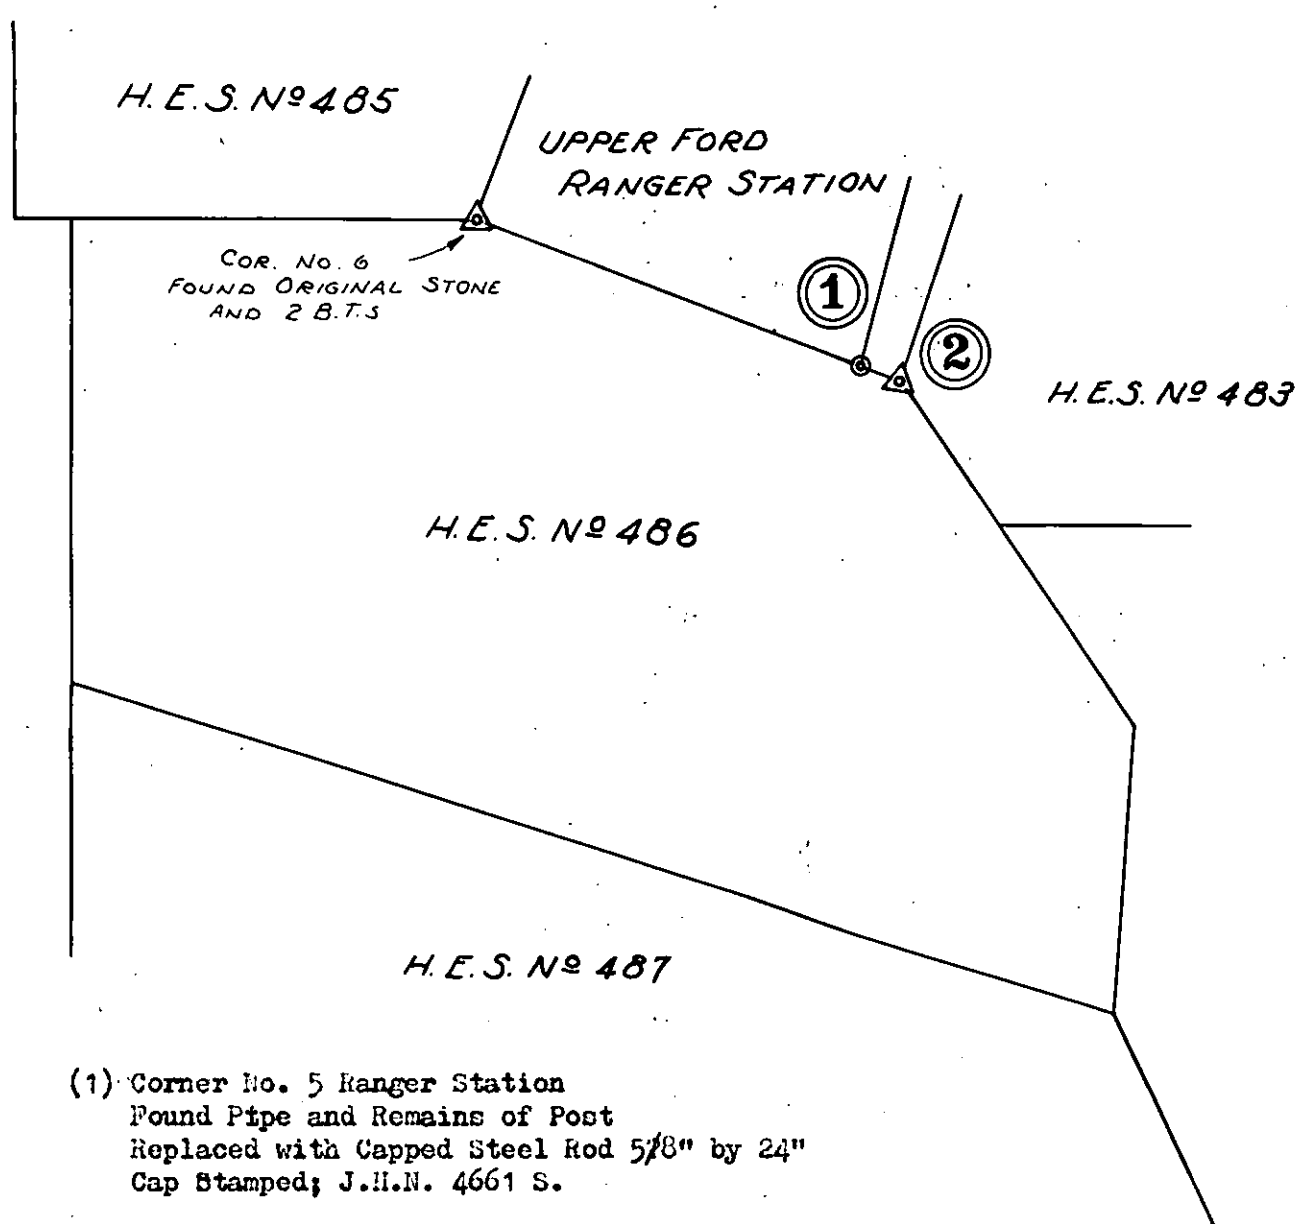 H.E.S. Nº 485
UPPER FORD
RANGER STATION
COR. NO. 6
FOUND ORIGINAL STONE
AND 2 B.T.S
1
2
H.E.S. Nº 483
H.E.S. Nº 486
H.E.S. Nº 487
(1) Corner No. 5 Ranger Station
Found Pipe and Remains of Post
Replaced with Capped Steel Rod 5/8" by 24"
Cap Stamped; J.H.N. 4661 S.